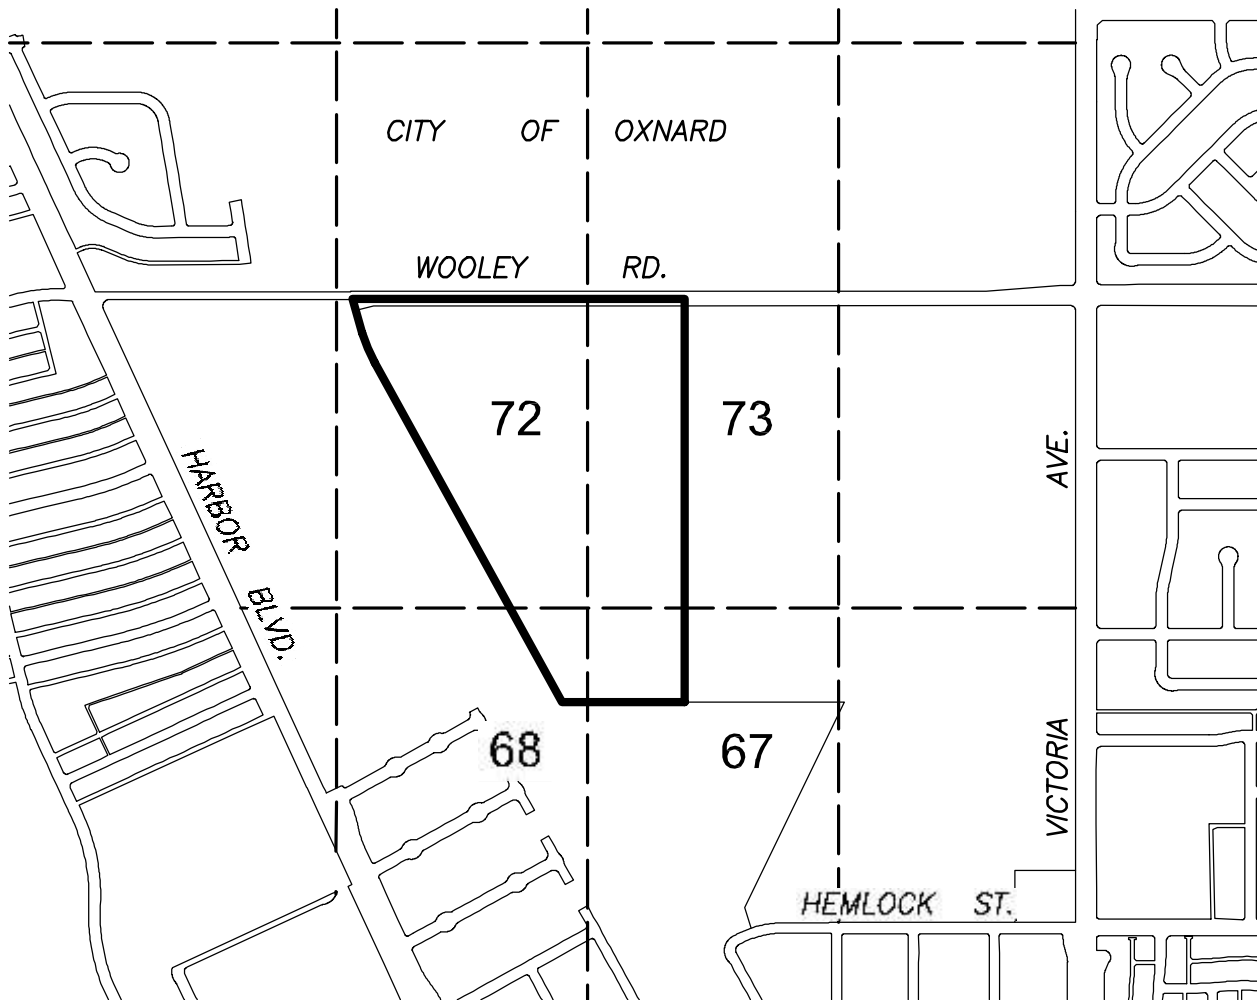 CITY OF OXNARD
WOOLEY RD.
72
73
AVE.
HARBOR BLVD.
68
67
VICTORIA
HEMLOCK ST.